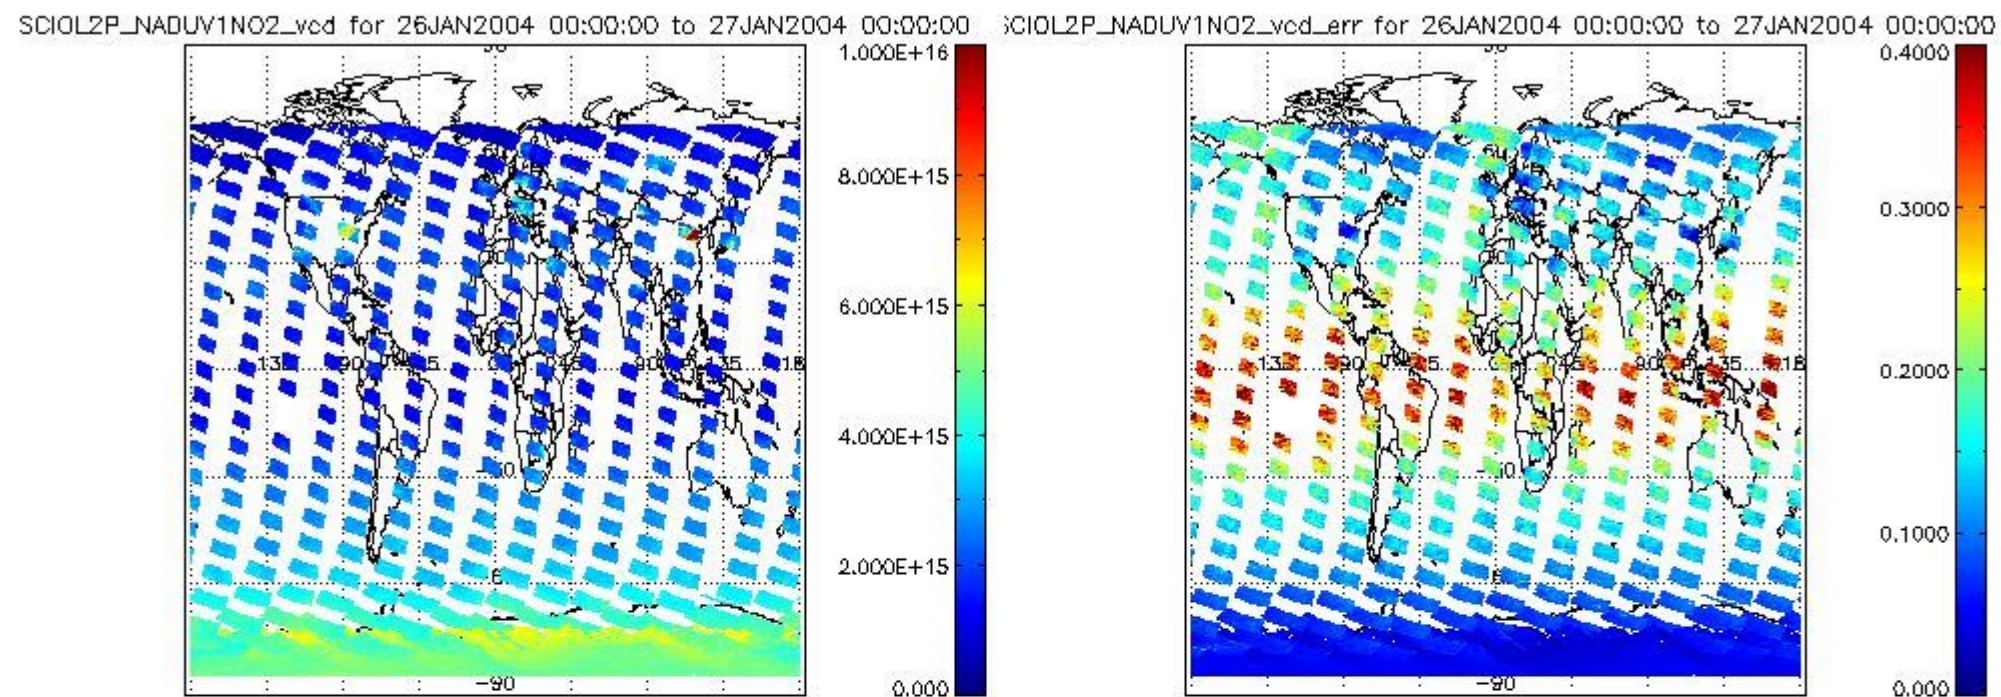 SCIOL2P_NADUV1NO2_vcd for 26JAN2004 00:00:00 to 27JAN2004 00:00:00
1.000E+16
8.000E+15
6.000E+15
4.000E+15
2.000E+15
0.000
-90
SCIOL2P_NADUV1NO2_vcd_err for 26JAN2004 00:00:00 to 27JAN2004 00:00:00
0.4000
0.3000
0.2000
0.1000
0.000
-90